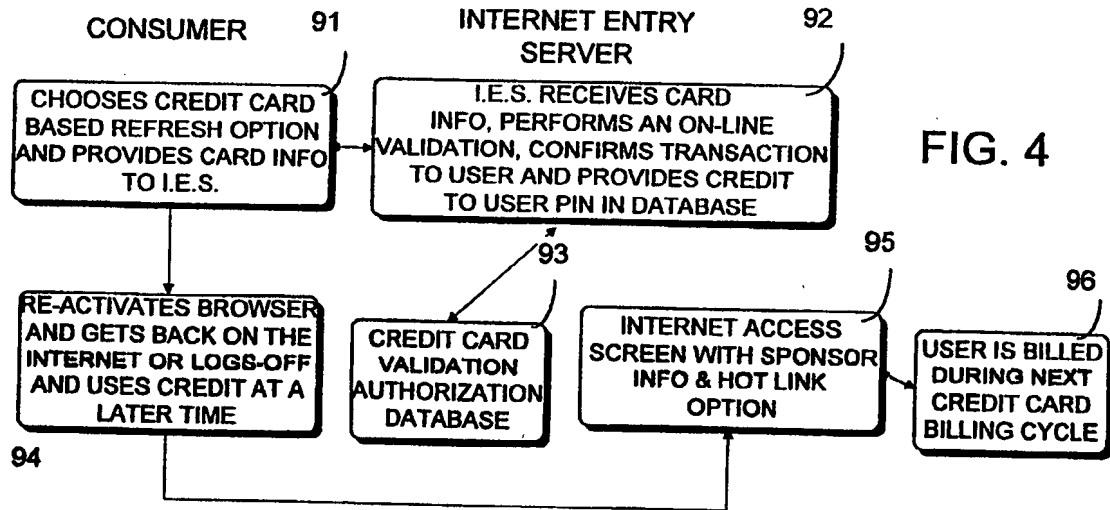 CONSUMER
91
INTERNET ENTRY
SERVER
92
CHOOSES CREDIT CARD
BASED REFRESH OPTION
AND PROVIDES CARD INFO
TO I.E.S.
I.E.S. RECEIVES CARD
INFO, PERFORMS AN ON-LINE
VALIDATION, CONFIRMS TRANSACTION
TO USER AND PROVIDES CREDIT
TO USER PIN IN DATABASE
FIG. 4
RE-ACTIVATES BROWSER
AND GETS BACK ON THE
INTERNET OR LOGS-OFF
AND USES CREDIT AT A
LATER TIME
94
93
CREDIT CARD
VALIDATION
AUTHORIZATION
DATABASE
95
INTERNET ACCESS
SCREEN WITH SPONSOR
INFO & HOT LINK
OPTION
96
USER IS BILLED
DURING NEXT
CREDIT CARD
BILLING CYCLE